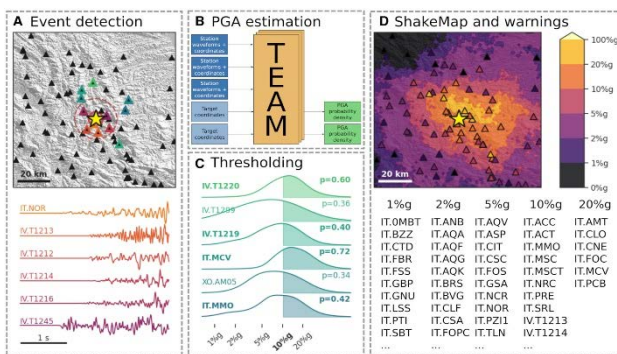 A Event detection
20 km
IT.NOR
IV.T1213
IV.T1212
IV.T1214
IV.T1216
IV.T1245
1 s
B PGA estimation
Station
waveforms +
coordinates
Station
waveforms +
coordinates
Station
waveforms +
coordinates
Target
coordinates
Target
coordinates
TEAM
PGA
probability
density
PGA
probability
density
C Thresholding
IV.T1220 p=0.60
IV.T1299 p=0.36
IV.T1219 p=0.40
IT.MCV p=0.72
XO.AM05 p=0.34
IT.MMO p=0.42
1%g 2%g 5%g 10%g 20%g
D ShakeMap and warnings
20 km
100%g
20%g
10%g
5%g
2%g
1%g
0%g
1%g 2%g 5%g 10%g 20%g
IT.0MBT IT.ANB IT.AQV IT.ACC IT.AMT
IT.BZZ IT.AQA IT.ASP IT.ACT IT.CLO
IT.CTD IT.AQF IT.CIT IT.MMO IT.CNE
IT.FBR IT.AQG IT.CSC IT.MSC IT.FOC
IT.FSS IT.AQK IT.FOS IT.MSCT IT.MCV
IT.GBP IT.BRS IT.GSA IT.NRC IT.PCB
IT.GNU IT.BVG IT.NCR IT.PRE
IT.LSS IT.CLF IT.NOR IT.SRL
IT.PTI IT.CSA IT.PZI1 IV.T1213
IT.SBT IT.FOPC IT.TLN IV.T1214
... ... ... ...